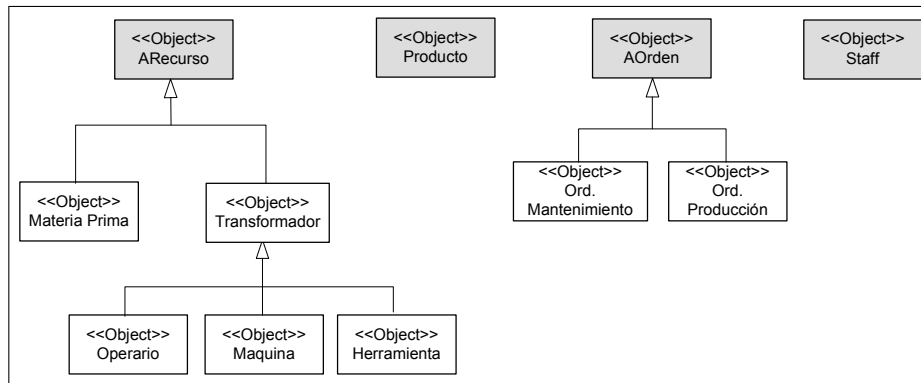 <<Object>>
ARecurso
<<Object>>
Producto
<<Object>>
AOrden
<<Object>>
Staff
<<Object>>
Materia Prima
<<Object>>
Transformador
<<Object>>
Ord.
Mantenimiento
<<Object>>
Ord.
Producción
<<Object>>
Operario
<<Object>>
Maquina
<<Object>>
Herramienta